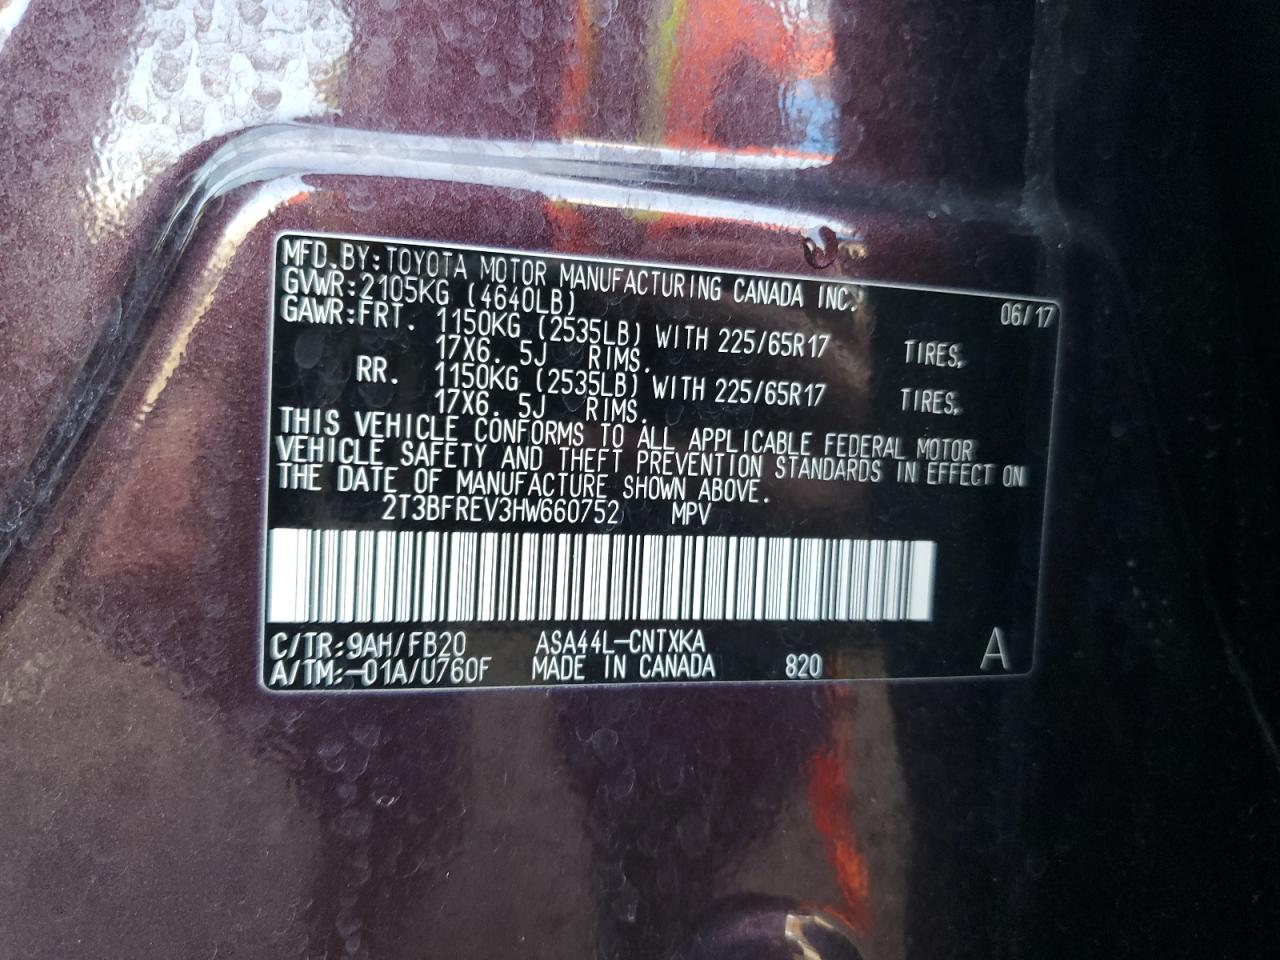 MFD.BY:TOYOTA MOTOR MANUFACTURING CANADA INC.
GVWR:2105KG (4640LB) 06/17
GAWR:FRT. 1150KG (2535LB) WITH 225/65R17 TIRES,
17X6. 5J RIMS.
RR. 1150KG (2535LB) WITH 225/65R17 TIRES,
17X6. 5J RIMS.
THIS VEHICLE CONFORMS TO ALL APPLICABLE FEDERAL MOTOR
VEHICLE SAFETY AND THEFT PREVENTION STANDARDS IN EFFECT ON
THE DATE OF MANUFACTURE SHOWN ABOVE.
2T3BFREV3HW660752 MPV
C/TR:9AH/FB20 ASA44L-CNTXKA
A/TM:-01A/U760F MADE IN CANADA 820 A